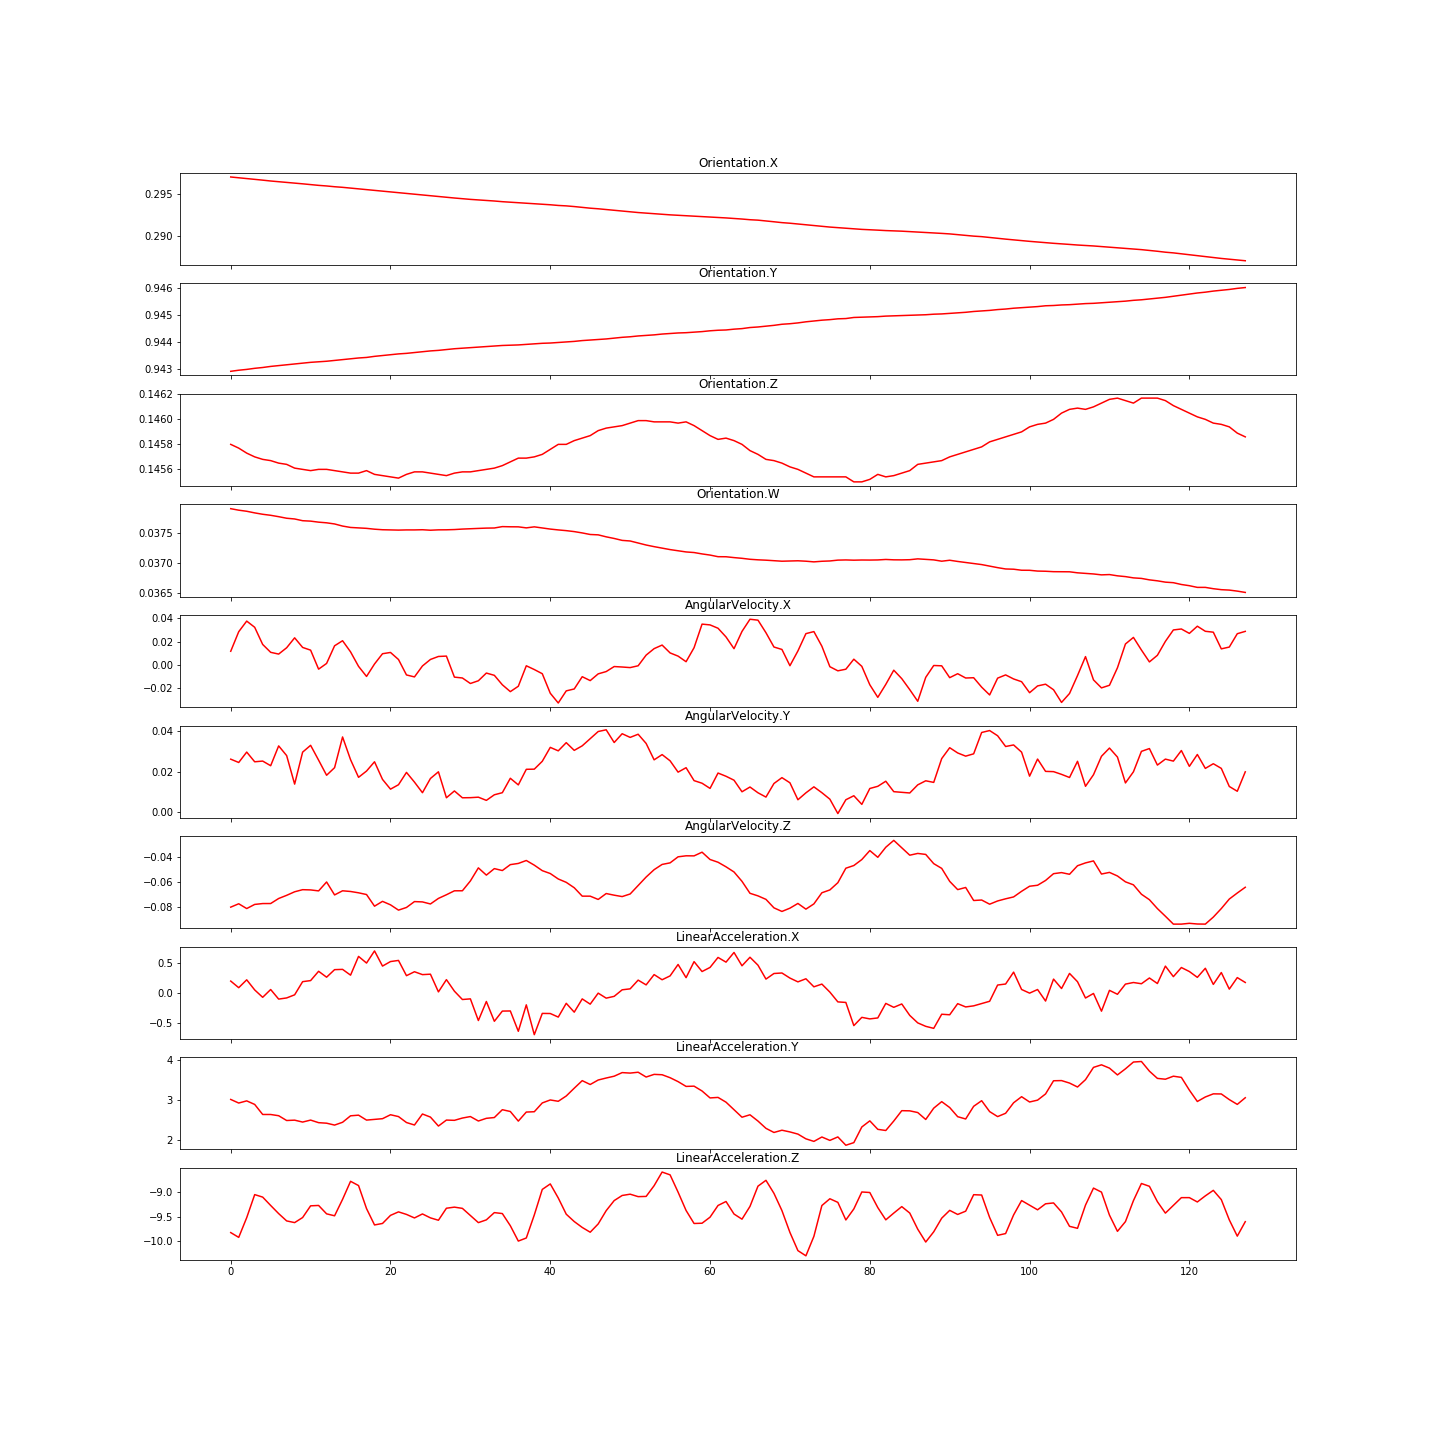 Orientation.X
0.295
0.290
Orientation.Y
0.946
0.945
0.944
0.943
Orientation.Z
0.1462
0.1460
0.1458
0.1456
Orientation.W
0.0375
0.0370
0.0365
AngularVelocity.X
0.04
0.02
0.00
−0.02
AngularVelocity.Y
0.04
0.02
0.00
AngularVelocity.Z
−0.04
−0.06
−0.08
LinearAcceleration.X
0.5
0.0
−0.5
LinearAcceleration.Y
4
3
2
LinearAcceleration.Z
−9.0
−9.5
−10.0
0 20 40 60 80 100 120